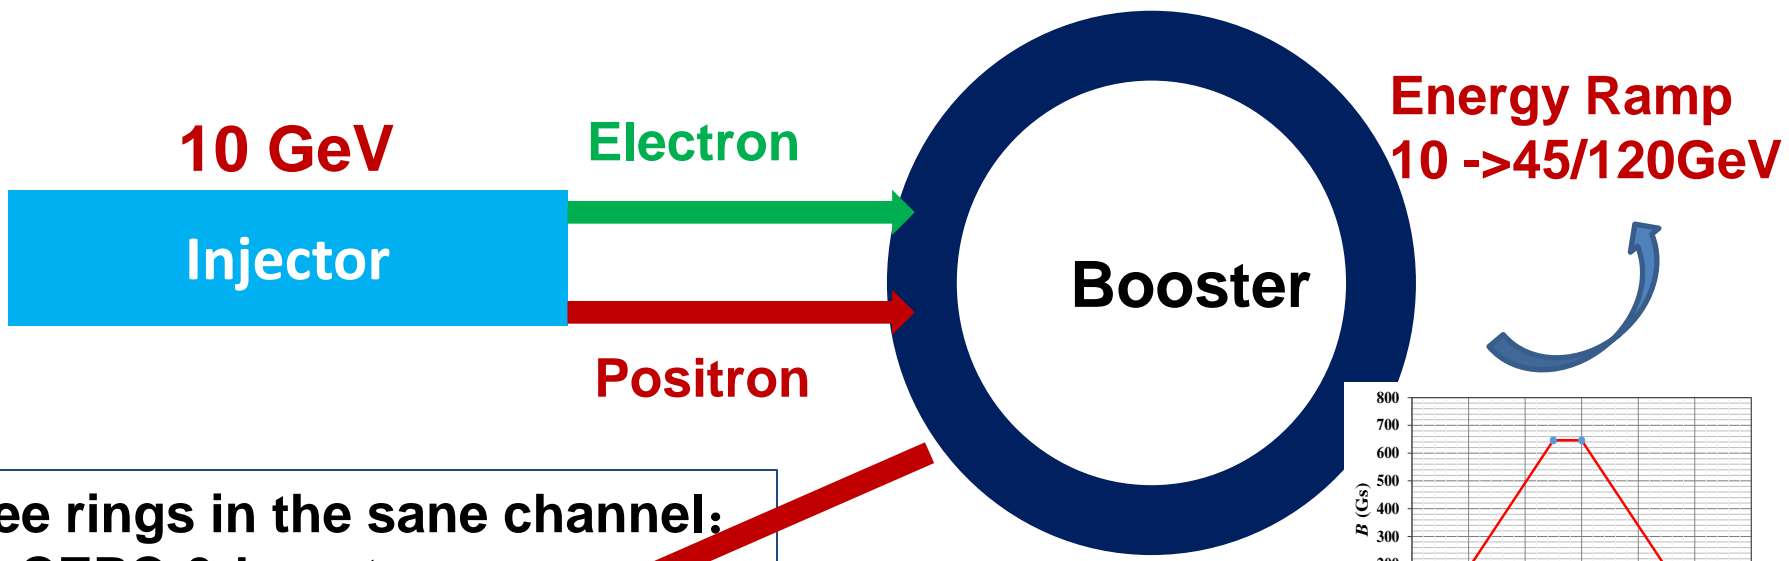 10 GeV
Electron
Injector
Positron
Booster
Energy Ramp
10 ->45/120GeV
800
700
600
500
400
300
B (Gs)
rings in the sane channel: